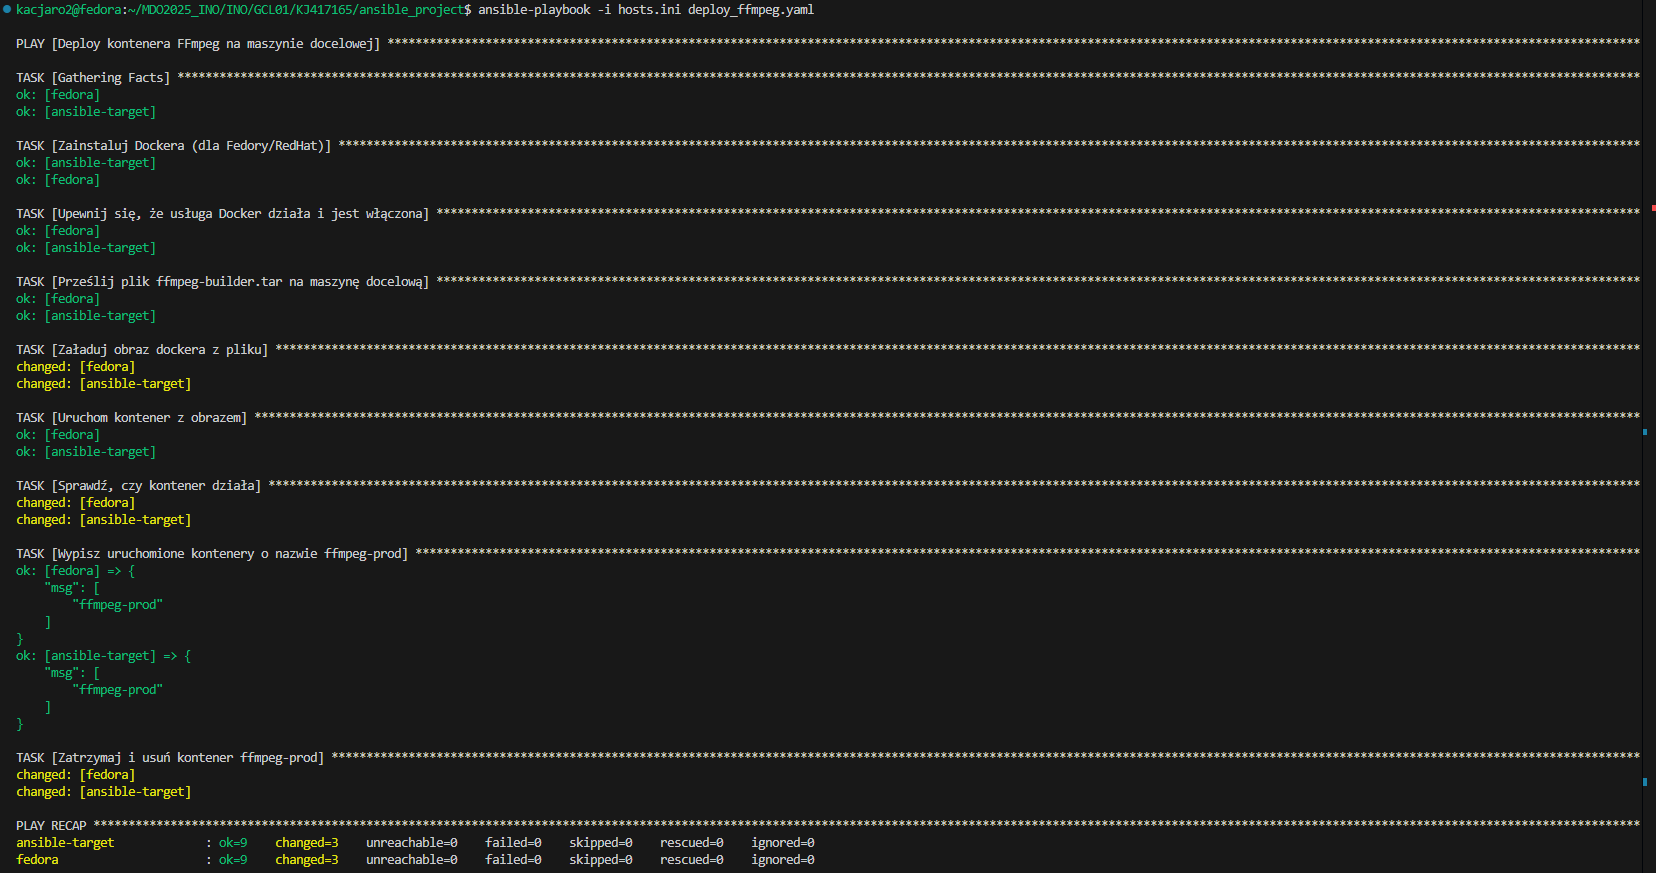 kacjaro2@fedora:~/MDO2025_INO/INO/GCL01/KJ417165/ansible_project$ ansible-playbook -i hosts.ini deploy_ffmpeg.yaml
PLAY [Deploy kontenera FFmpeg na maszynie docelowej] ***********************************************************************************************************************************************************************************
TASK [Gathering Facts] *****************************************************************************************************************************************************************************************************************
ok: [fedora]
ok: [ansible-target]
TASK [Zainstaluj Dockera (dla Fedory/RedHat)] ******************************************************************************************************************************************************************************************
ok: [ansible-target]
ok: [fedora]
TASK [Upewnij się, że usługa Docker działa i jest włączona] ****************************************************************************************************************************************************************************
ok: [fedora]
ok: [ansible-target]
TASK [Prześlij plik ffmpeg-builder.tar na maszynę docelową] ****************************************************************************************************************************************************************************
ok: [fedora]
ok: [ansible-target]
TASK [Załaduj obraz dockera z pliku] ***************************************************************************************************************************************************************************************************
changed: [fedora]
changed: [ansible-target]
TASK [Uruchom kontener z obrazem] ******************************************************************************************************************************************************************************************************
ok: [fedora]
ok: [ansible-target]
TASK [Sprawdź, czy kontener działa] ****************************************************************************************************************************************************************************************************
changed: [fedora]
changed: [ansible-target]
TASK [Wypisz uruchomione kontenery o nazwie ffmpeg-prod] *******************************************************************************************************************************************************************************
ok: [fedora] => {
    "msg": [
        "ffmpeg-prod"
    ]
}
ok: [ansible-target] => {
    "msg": [
        "ffmpeg-prod"
    ]
}
TASK [Zatrzymaj i usuń kontener ffmpeg-prod] *******************************************************************************************************************************************************************************************
changed: [fedora]
changed: [ansible-target]
PLAY RECAP *****************************************************************************************************************************************************************************************************************************
ansible-target             : ok=9    changed=3    unreachable=0    failed=0    skipped=0    rescued=0    ignored=0
fedora                     : ok=9    changed=3    unreachable=0    failed=0    skipped=0    rescued=0    ignored=0